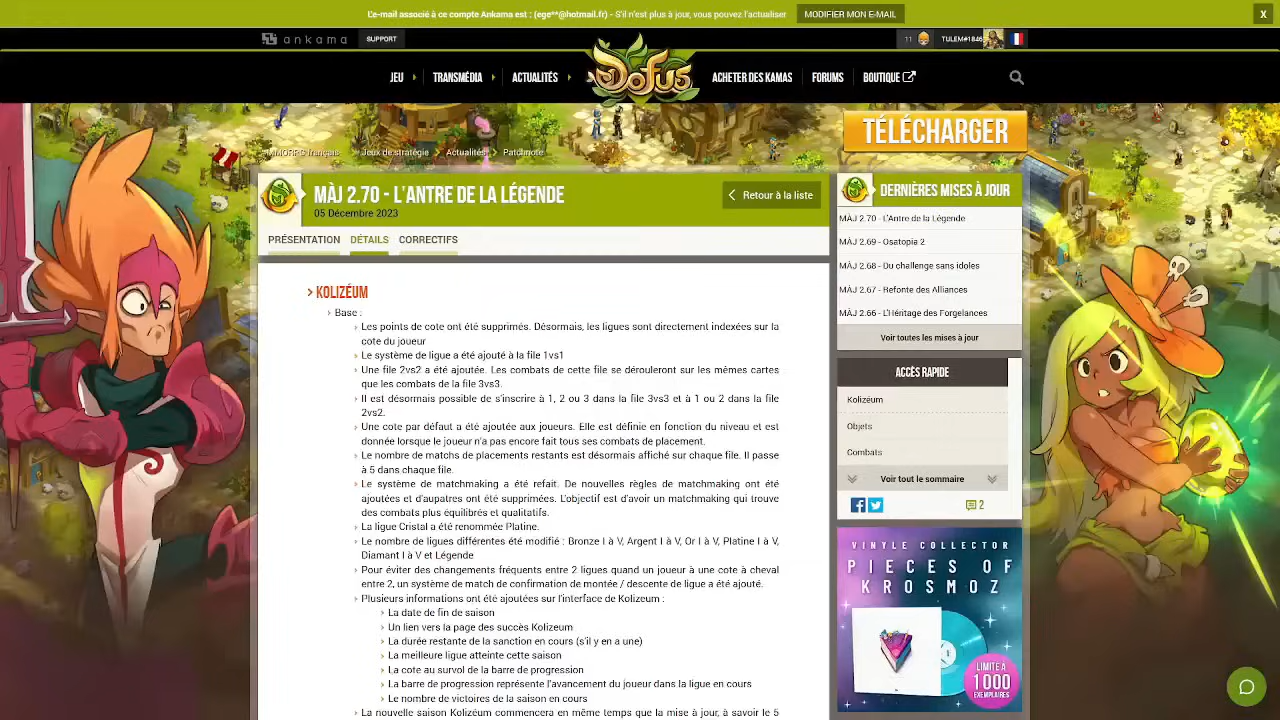 L'e-mail associé à ce compte Ankama est : (ege**@hotmail.fr) - S'il n'est plus à jour, vous pouvez l'actualiser
MODIFIER MON E-MAIL
X
ankama
SUPPORT
11
TULEM#1846
JEU
TRANSMÉDIA
ACTUALITÉS
DOFUS
ACHETER DES KAMAS
FORUMS
BOUTIQUE
TÉLÉCHARGER
MMORPG français
Jeux de stratégie
Actualités
Patchnote
MÀJ 2.70 - L'ANTRE DE LA LÉGENDE
05 Décembre 2023
Retour à la liste
PRÉSENTATION
DÉTAILS
CORRECTIFS
KOLIZÉUM
Base :
Les points de cote ont été supprimés. Désormais, les ligues sont directement indexées sur la
cote du joueur
Le système de ligue a été ajouté à la file 1vs1
Une file 2vs2 a été ajoutée. Les combats de cette file se dérouleront sur les mêmes cartes
que les combats de la file 3vs3.
Il est désormais possible de s'inscrire à 1, 2 ou 3 dans la file 3vs3 et à 1 ou 2 dans la file
2vs2.
Une cote par défaut a été ajoutée aux joueurs. Elle est définie en fonction du niveau et est
donnée lorsque le joueur n'a pas encore fait tous ses combats de placement.
Le nombre de matchs de placements restants est désormais affiché sur chaque file. Il passe
à 5 dans chaque file.
Le système de matchmaking a été refait. De nouvelles règles de matchmaking ont été
ajoutées et d'aupatres ont été supprimées. L'objectif est d'avoir un matchmaking qui trouve
des combats plus équilibrés et qualitatifs.
La ligue Cristal a été renommée Platine.
Le nombre de ligues différentes été modifié : Bronze I à V, Argent I à V, Or I à V, Platine I à V,
Diamant I à V et Légende
Pour éviter des changements fréquents entre 2 ligues quand un joueur à une cote à cheval
entre 2, un système de match de confirmation de montée / descente de ligue a été ajouté.
Plusieurs informations ont été ajoutées sur l'interface de Kolizeum :
La date de fin de saison
Un lien vers la page des succès Kolizeum
La durée restante de la sanction en cours (s'il y en a une)
La meilleure ligue atteinte cette saison
La cote au survol de la barre de progression
La barre de progression représente l'avancement du joueur dans la ligue en cours
Le nombre de victoires de la saison en cours
La nouvelle saison Kolizéum commencera en même temps que la mise à jour, à savoir le 5
DERNIÈRES MISES À JOUR
MÀJ 2.70 - L'Antre de la Légende
MÀJ 2.69 - Osatopia 2
MÀJ 2.68 - Du challenge sans idoles
MÀJ 2.67 - Refonte des Alliances
MÀJ 2.66 - L'Héritage des Forgelances
Voir toutes les mises à jour
ACCÈS RAPIDE
Kolizéum
Objets
Combats
Voir tout le sommaire
2
VINYLE COLLECTOR
PIECES OF
KROSMOZ
LIMITÉ À
1000
EXEMPLAIRES